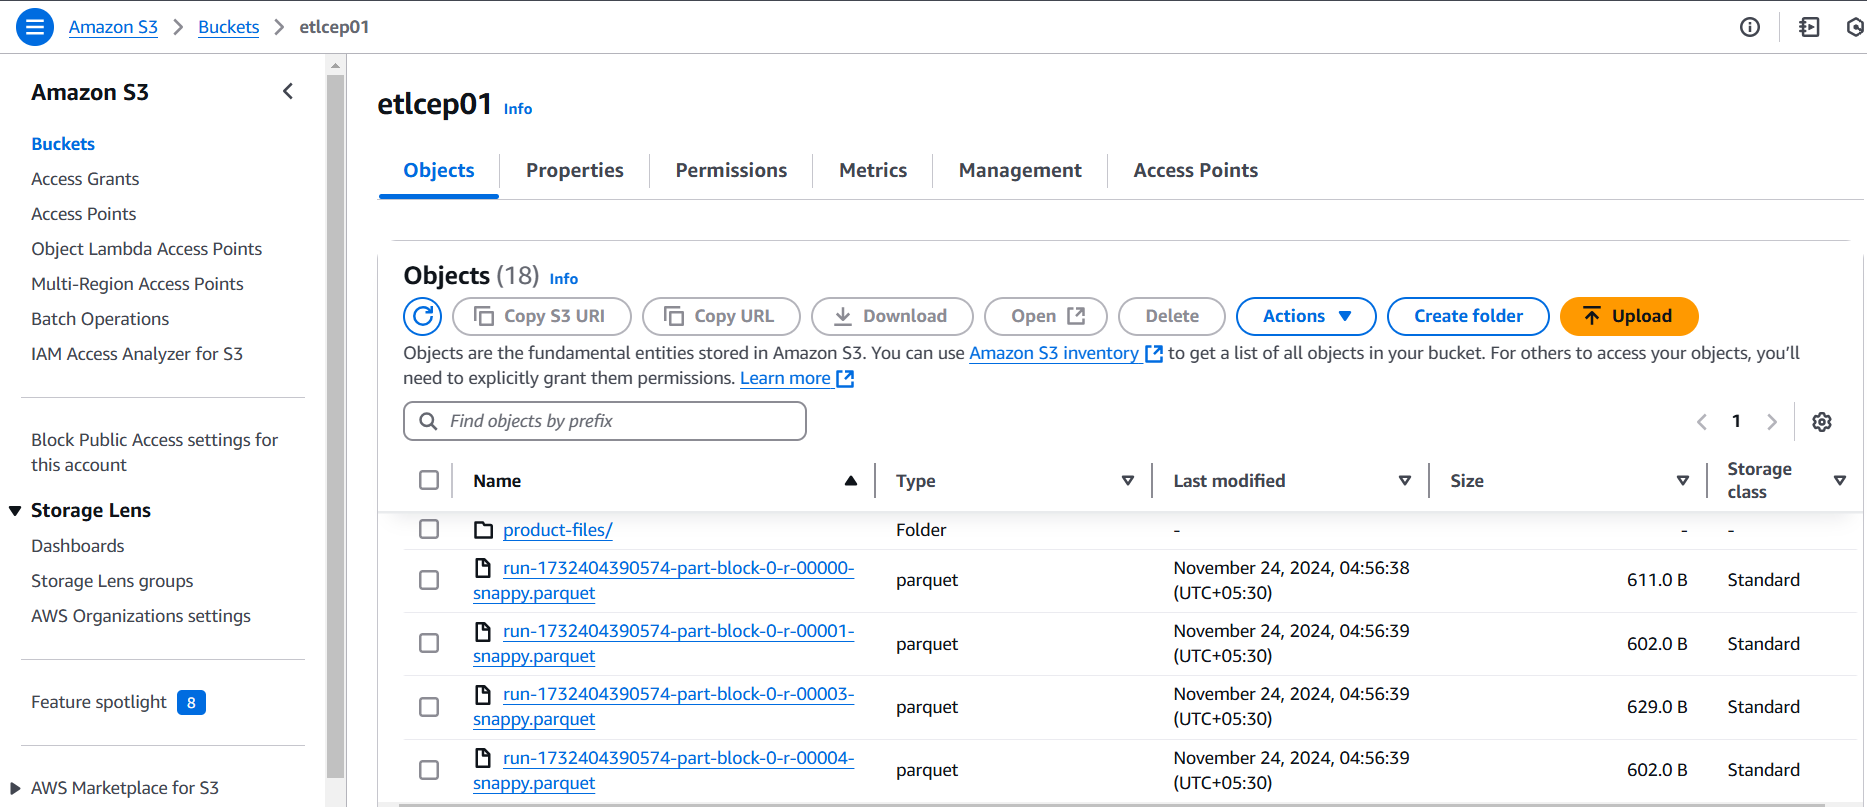 Amazon S3 > Buckets > etlcep01
Amazon S3
Buckets
Access Grants
Access Points
Object Lambda Access Points
Multi-Region Access Points
Batch Operations
IAM Access Analyzer for S3
Block Public Access settings for
this account
Storage Lens
Dashboards
Storage Lens groups
AWS Organizations settings
Feature spotlight 8
AWS Marketplace for S3
etlcep01 Info
Objects Properties Permissions Metrics Management Access Points
Objects (18) Info
Copy S3 URI Copy URL Download Open Delete Actions Create folder Upload
Objects are the fundamental entities stored in Amazon S3. You can use Amazon S3 inventory to get a list of all objects in your bucket. For others to access your objects, you’ll
need to explicitly grant them permissions. Learn more
Find objects by prefix
1
Name Type Last modified Size Storage
class
product-files/ Folder - - -
run-1732404390574-part-block-0-r-00000-
snappy.parquet
parquet
November 24, 2024, 04:56:38
(UTC+05:30)
611.0 B
Standard
run-1732404390574-part-block-0-r-00001-
snappy.parquet
parquet
November 24, 2024, 04:56:39
(UTC+05:30)
602.0 B
Standard
run-1732404390574-part-block-0-r-00003-
snappy.parquet
parquet
November 24, 2024, 04:56:39
(UTC+05:30)
629.0 B
Standard
run-1732404390574-part-block-0-r-00004-
snappy.parquet
parquet
November 24, 2024, 04:56:39
(UTC+05:30)
602.0 B
Standard